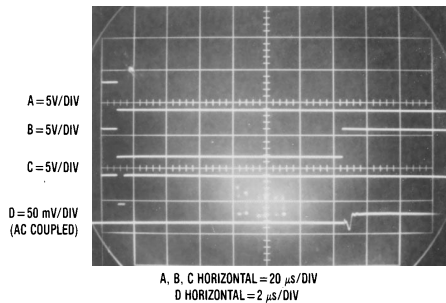 A = 5V/DIV
B = 5V/DIV
C = 5V/DIV
D = 50 mV/DIV
(AC COUPLED)
A, B, C HORIZONTAL = 20 µs/DIV
D HORIZONTAL = 2 µs/DIV